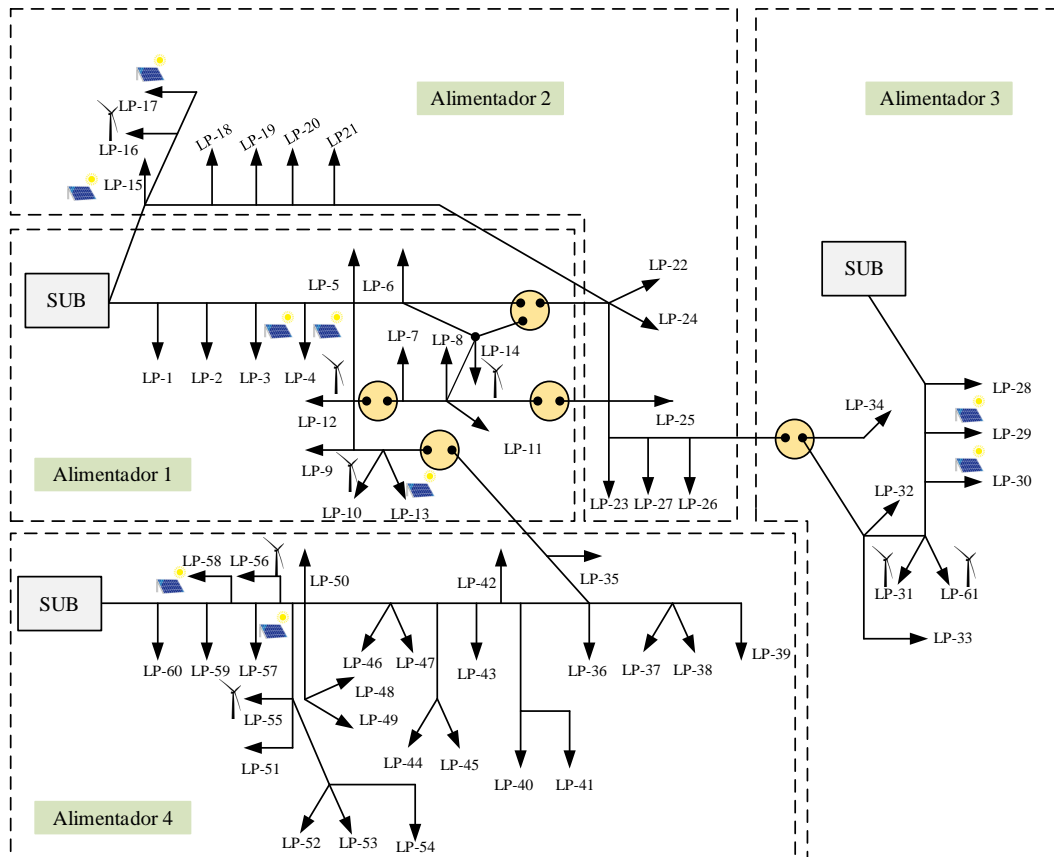 Alimentador 2
Alimentador 3
LP-17
LP-16
LP-15
LP-18
LP-19
LP-20
LP21
SUB
LP-22
LP-24
SUB
LP-5
LP-6
LP-7
LP-8
LP-14
LP-1
LP-2
LP-3
LP-4
LP-12
LP-11
LP-25
LP-9
LP-10
LP-13
Alimentador 1
LP-23
LP-27
LP-26
LP-34
LP-28
LP-29
LP-30
LP-32
LP-31
LP-61
LP-33
SUB
LP-58
LP-56
LP-50
LP-42
LP-35
LP-60
LP-59
LP-57
LP-46
LP-47
LP-43
LP-36
LP-37
LP-38
LP-39
LP-48
LP-49
LP-55
LP-51
LP-44
LP-45
LP-40
LP-41
Alimentador 4
LP-52
LP-53
LP-54